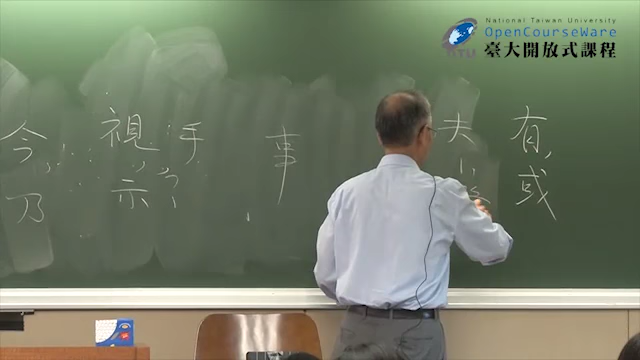 National Taiwan University
OpenCourseWare
臺大開放式課程
NTU
有,
或
夫
事
手
視,
示
今,
乃